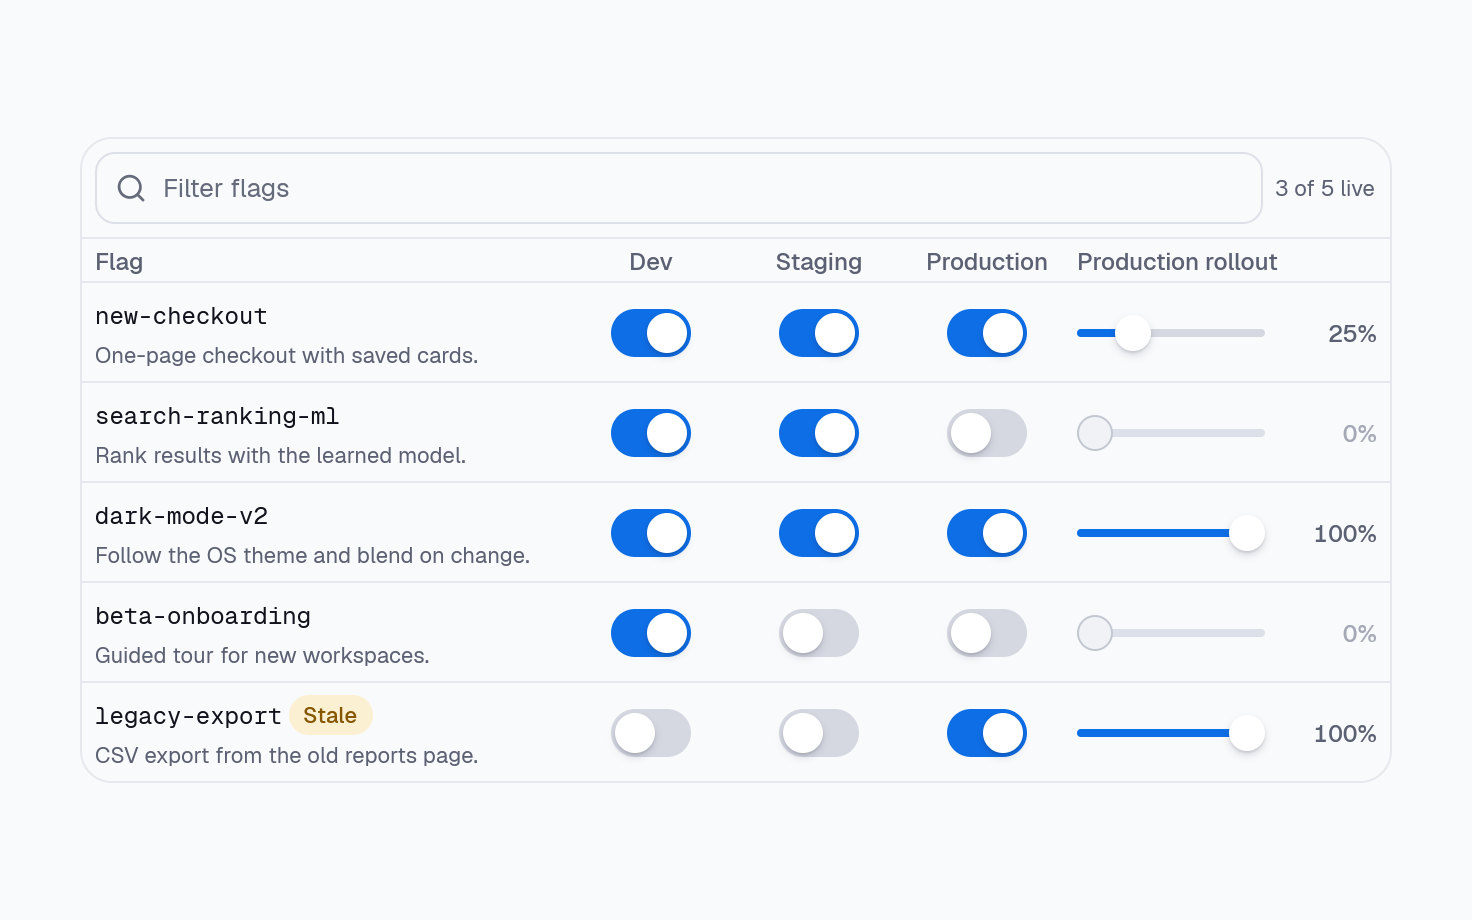 Filter flags
3 of 5 live
Flag Dev Staging Production Production rollout
new-checkout
One-page checkout with saved cards.
25%
search-ranking-ml
Rank results with the learned model.
0%
dark-mode-v2
Follow the OS theme and blend on change.
100%
beta-onboarding
Guided tour for new workspaces.
0%
legacy-export Stale
CSV export from the old reports page.
100%